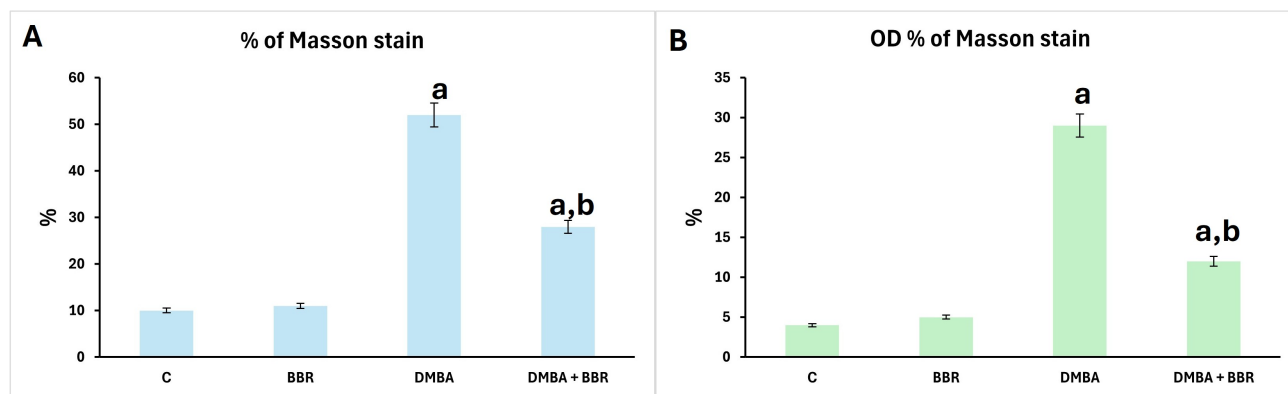 A
% of Masson stain
60
50
40
30
20
10
0
%
a
a,b
C BBR DMBA DMBA + BBR
B
OD % of Masson stain
35
30
25
20
15
10
5
0
%
a
a,b
C BBR DMBA DMBA + BBR